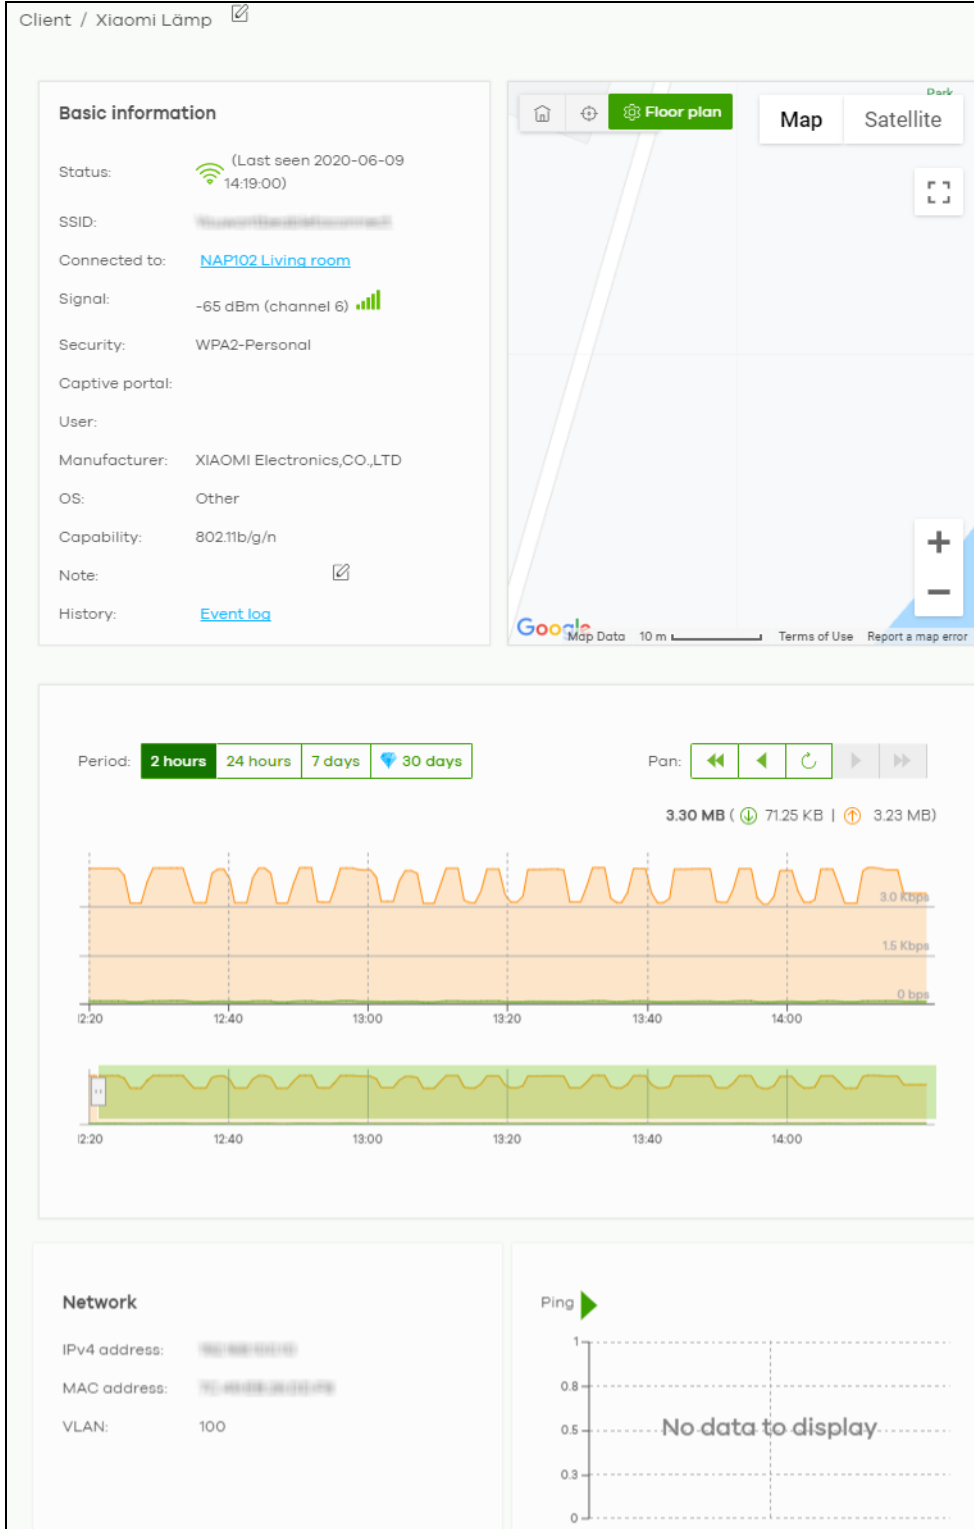 Client / Xiaomi Lämp
Basic information
Status: (Last seen 2020-06-09 14:19:00)
SSID:
Connected to: NAP102 Living room
Signal: -65 dBm (channel 6)
Security: WPA2-Personal
Captive portal:
User:
Manufacturer: XIAOMI Electronics,CO.,LTD
OS: Other
Capability: 802.11b/g/n
Note:
History: Event log
Floor plan
Map Satellite
Park
Google
Map Data 10 m Terms of Use Report a map error
Period: 2 hours 24 hours 7 days 30 days
Pan:
3.30 MB ( 71.25 KB | 3.23 MB)
3.0 Kbps
1.5 Kbps
0 bps
12:20 12:40 13:00 13:20 13:40 14:00
12:20 12:40 13:00 13:20 13:40 14:00
Network
IPv4 address:
MAC address:
VLAN: 100
Ping
1
0.8
0.5
No data to display
0.3
0